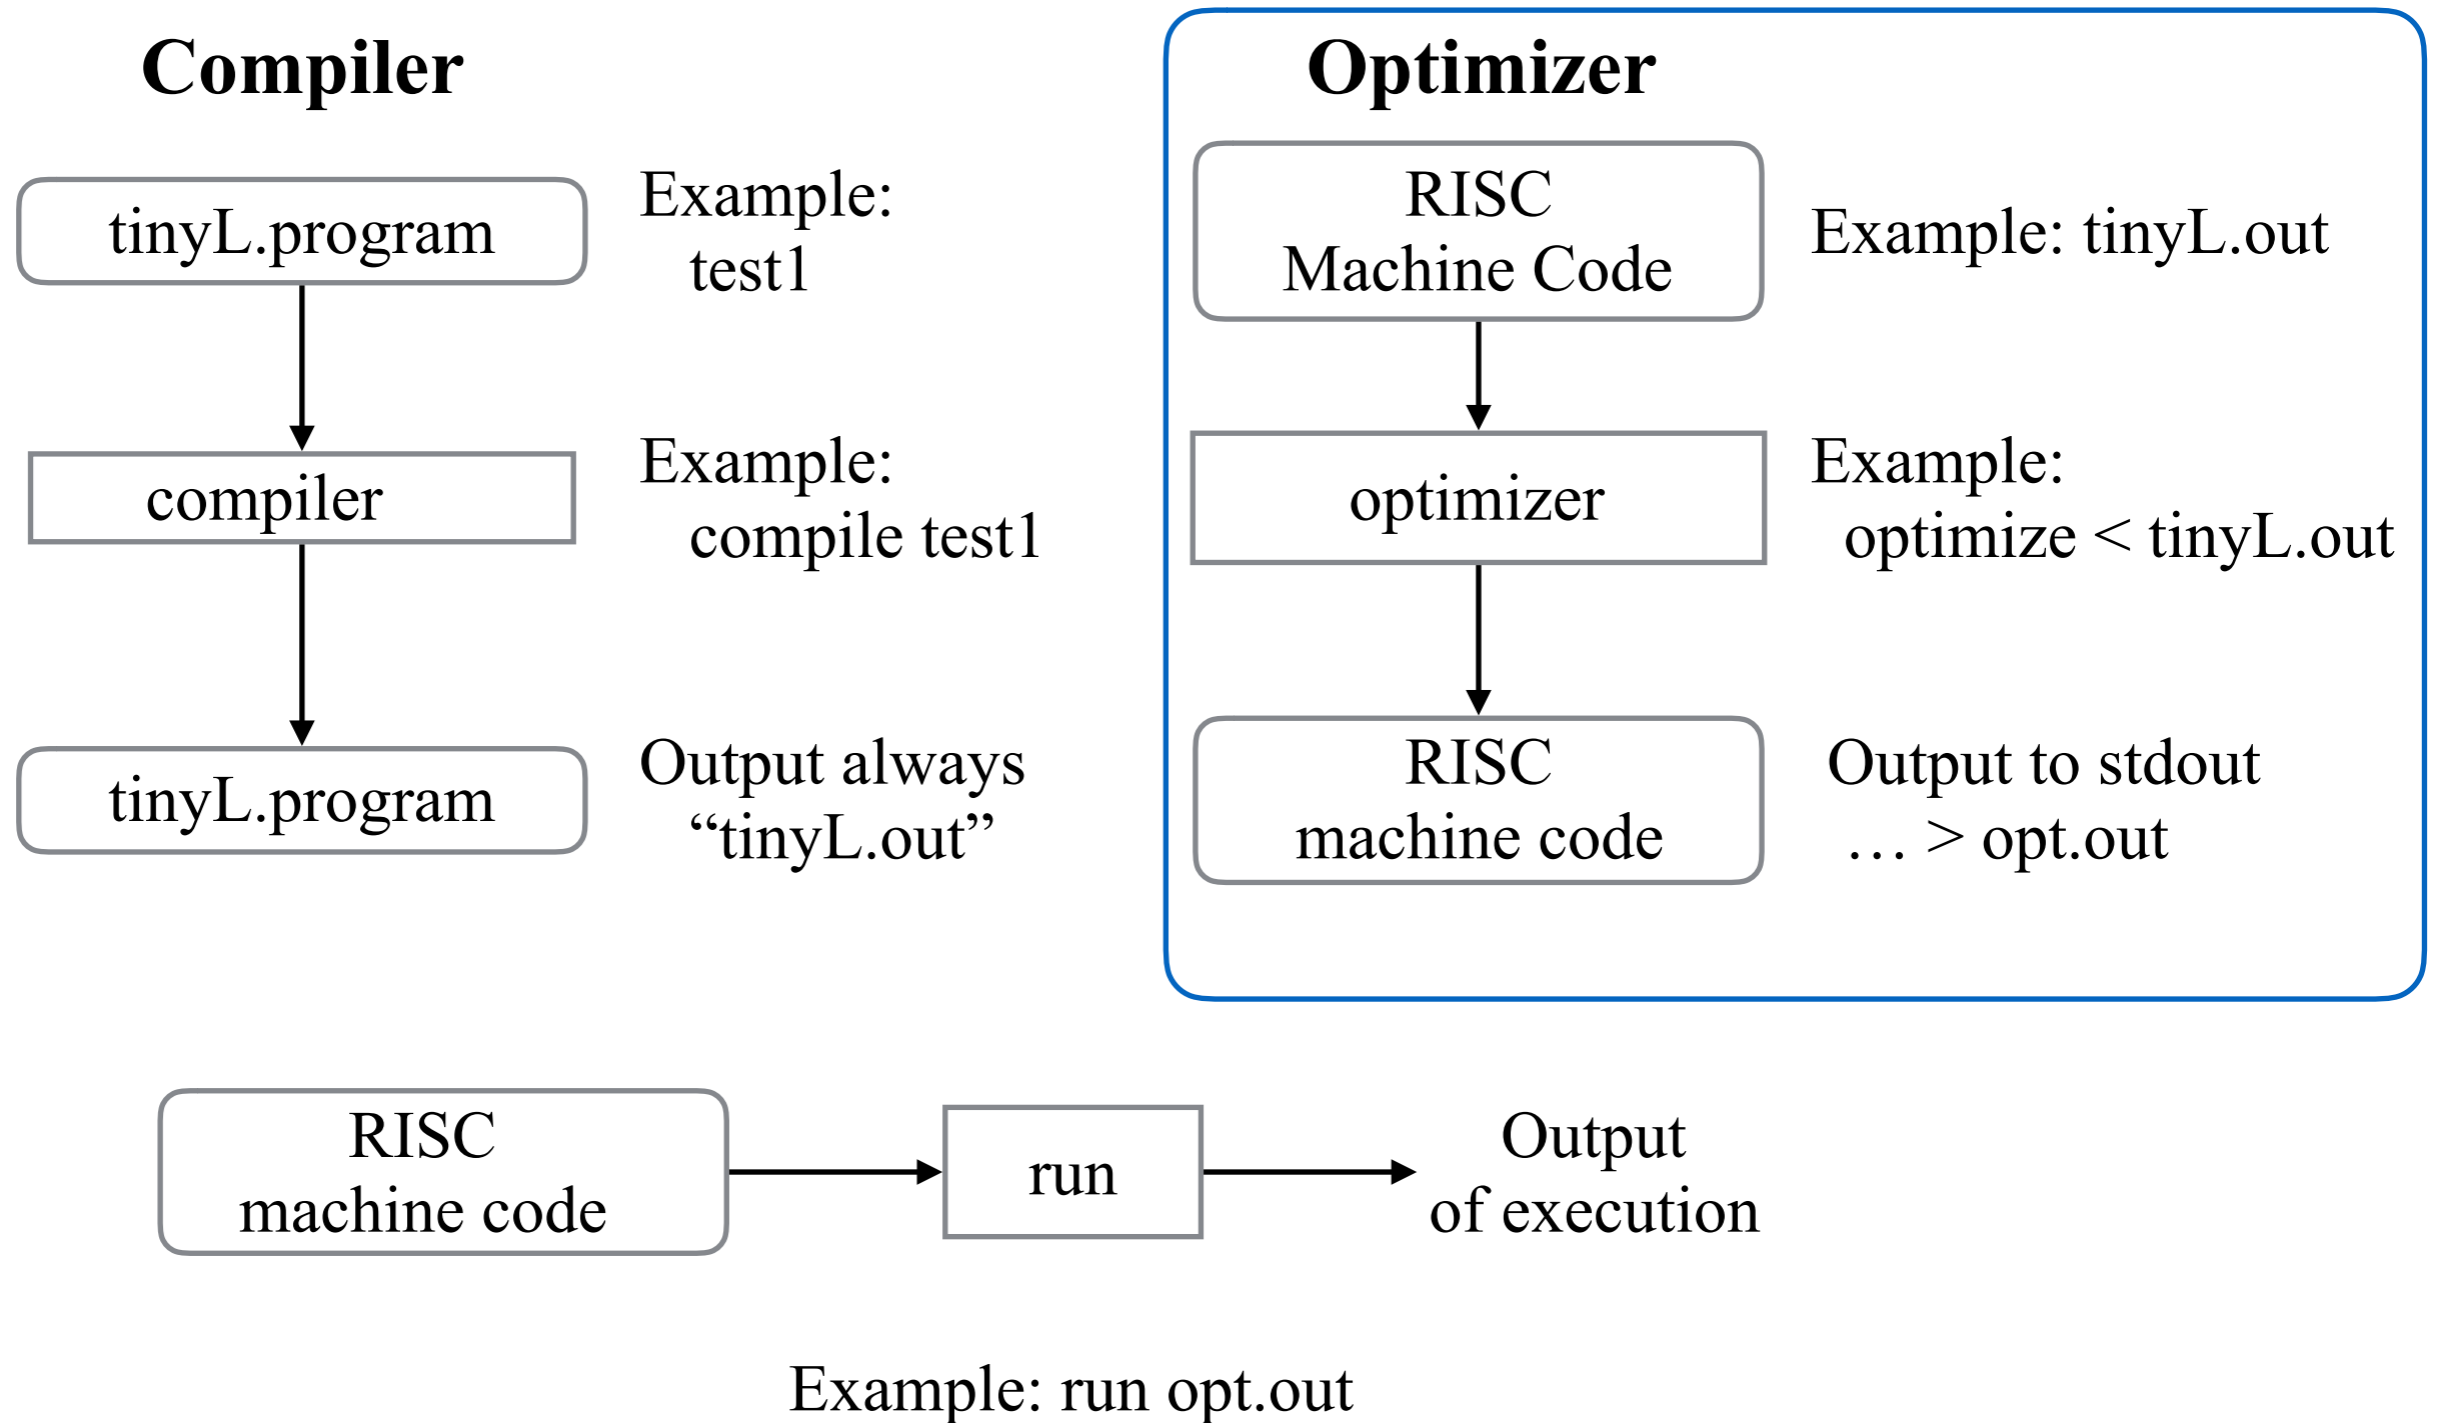 Compiler
tinyL.program
Example:
test1
compiler
Example:
compile test1
tinyL.program
Output always
“tinyL.out”
Optimizer
RISC
Machine Code
Example: tinyL.out
optimizer
Example:
optimize < tinyL.out
RISC
machine code
Output to stdout
… > opt.out
RISC
machine code
run
Output
of execution
Example: run opt.out